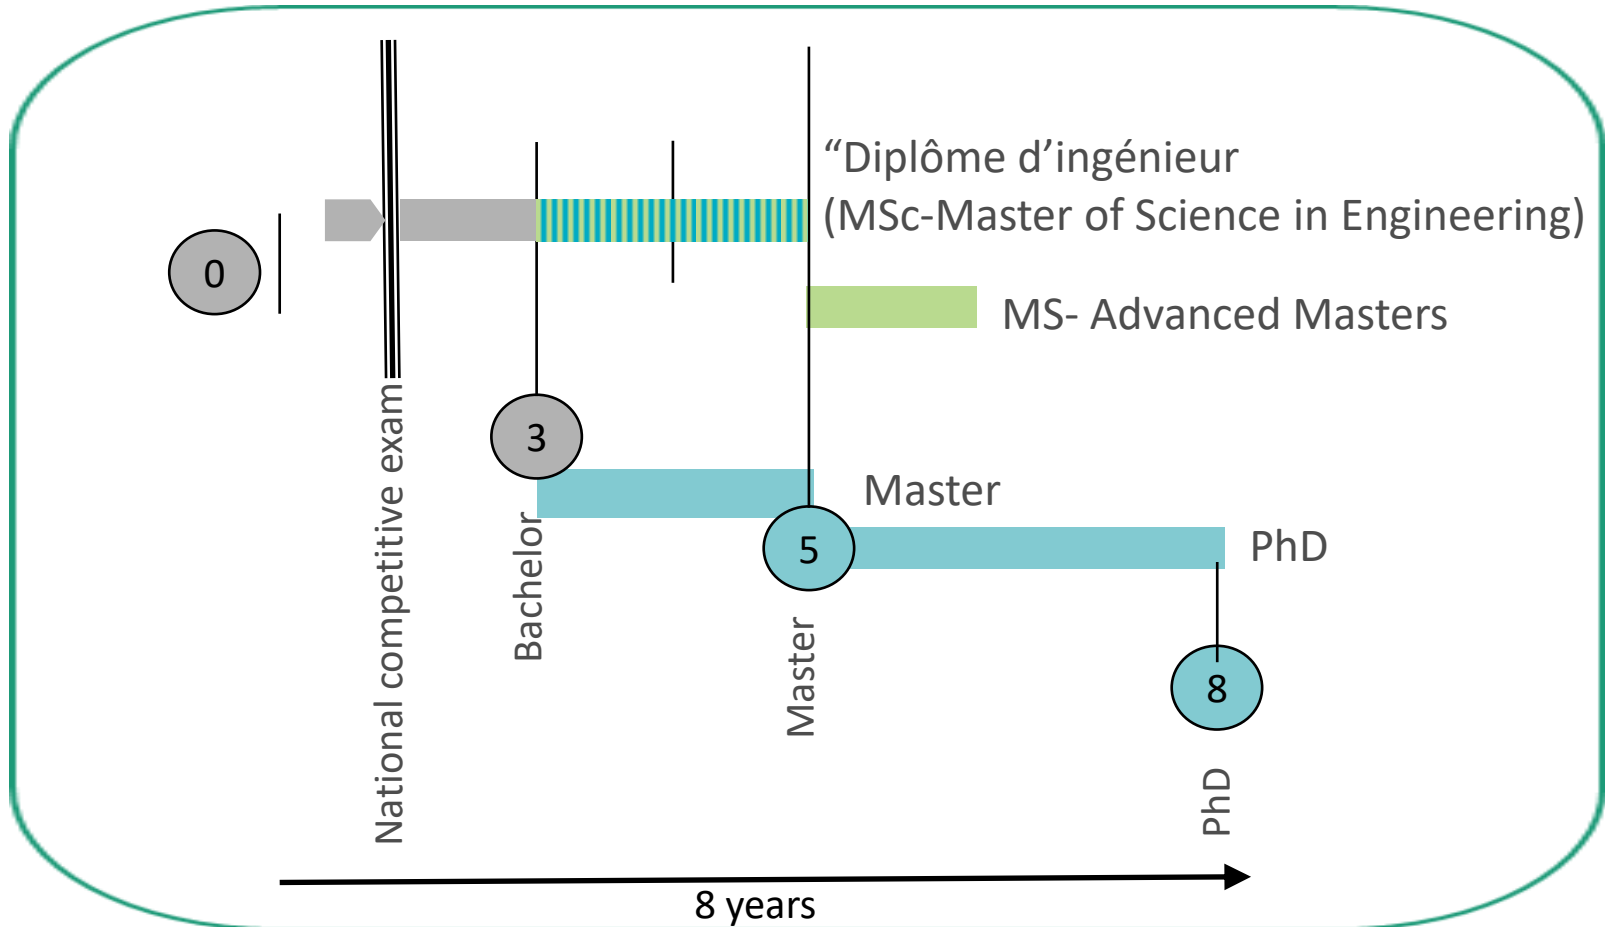 “Diplôme d’ingénieur
(MSc-Master of Science in Engineering)
0
MS- Advanced Masters
National competitive exam
3
Bachelor
Master
5
PhD
Master
8
PhD
8 years